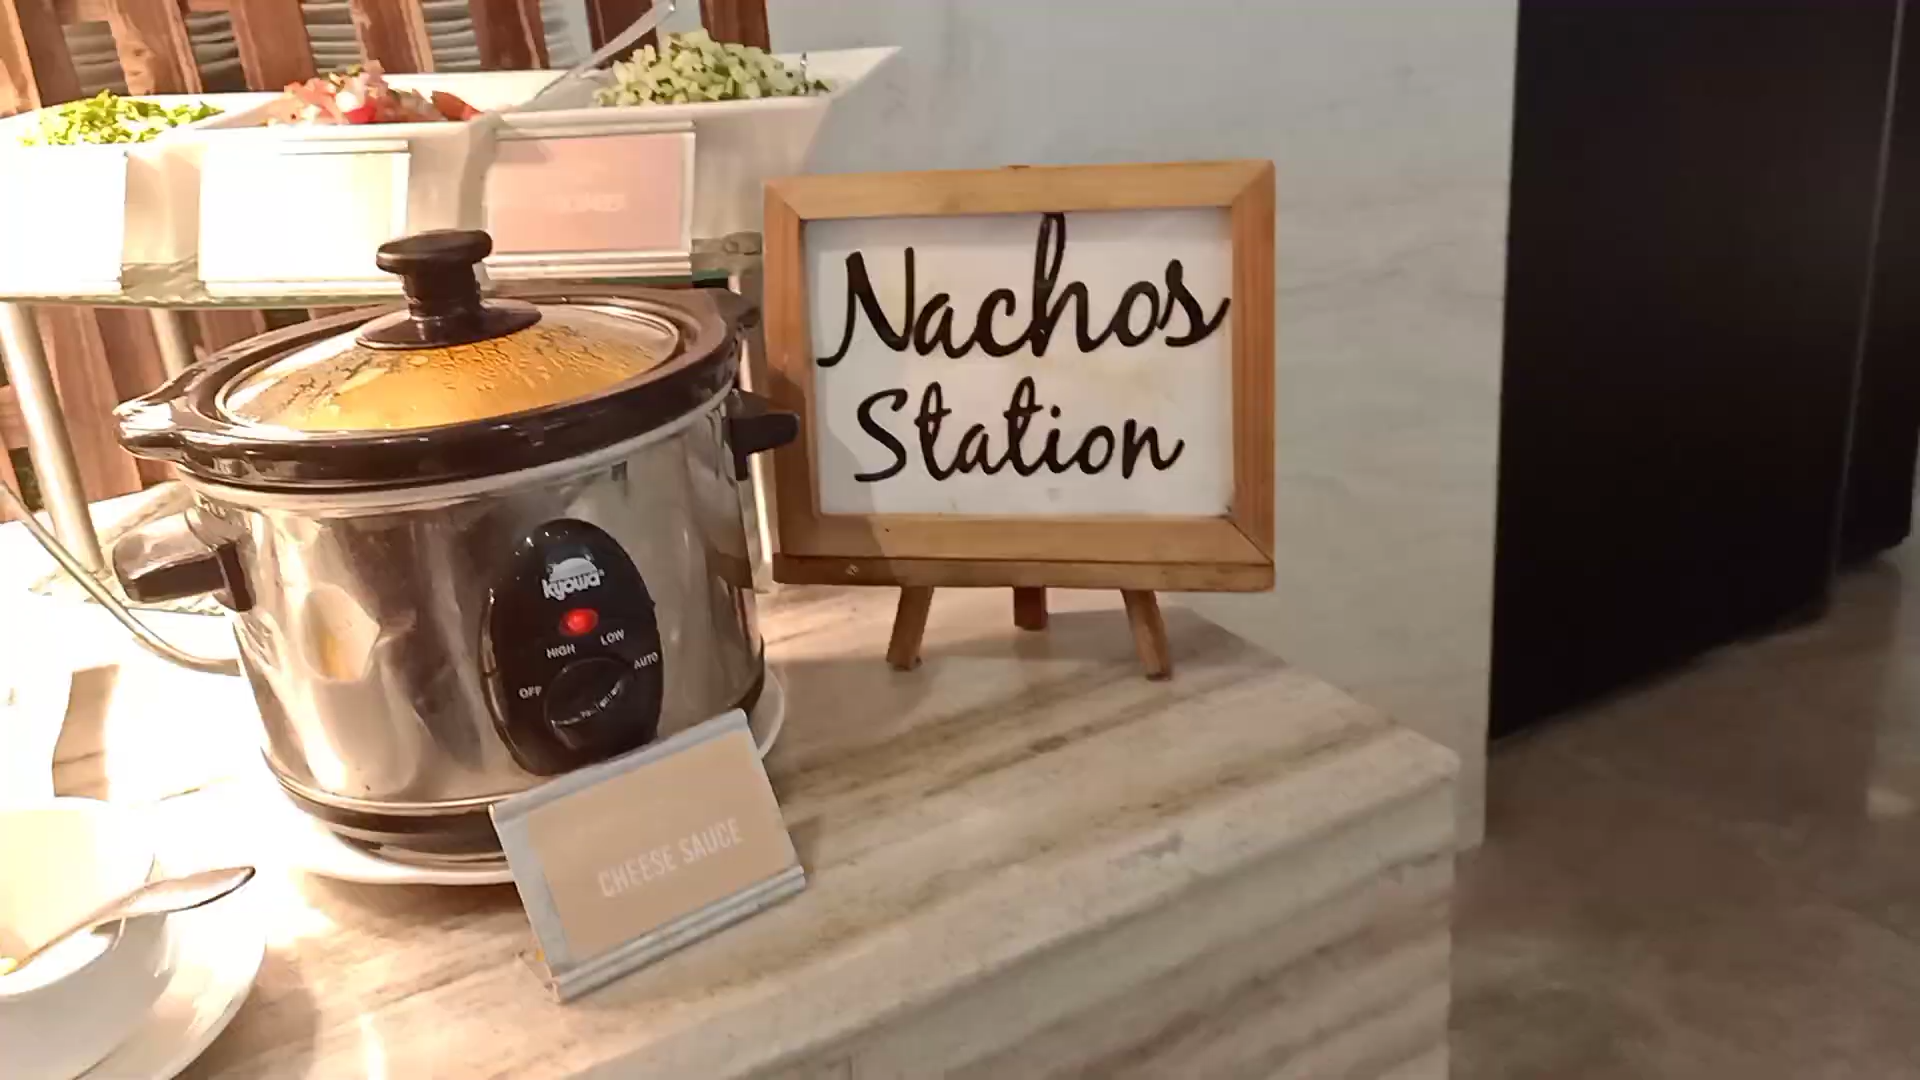 Nachos
Station
kyowa
HIGH
LOW
OFF
AUTO
CHEESE SAUCE